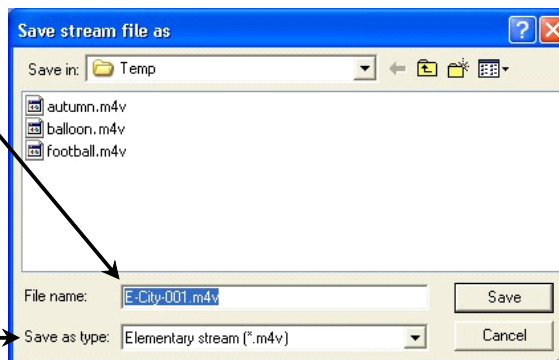 Save stream file as
Save in: Temp
autumn.m4v
balloon.m4v
football.m4v
File name: E-City-001.m4v Save
Save as type: Elementary stream (*.m4v) Cancel